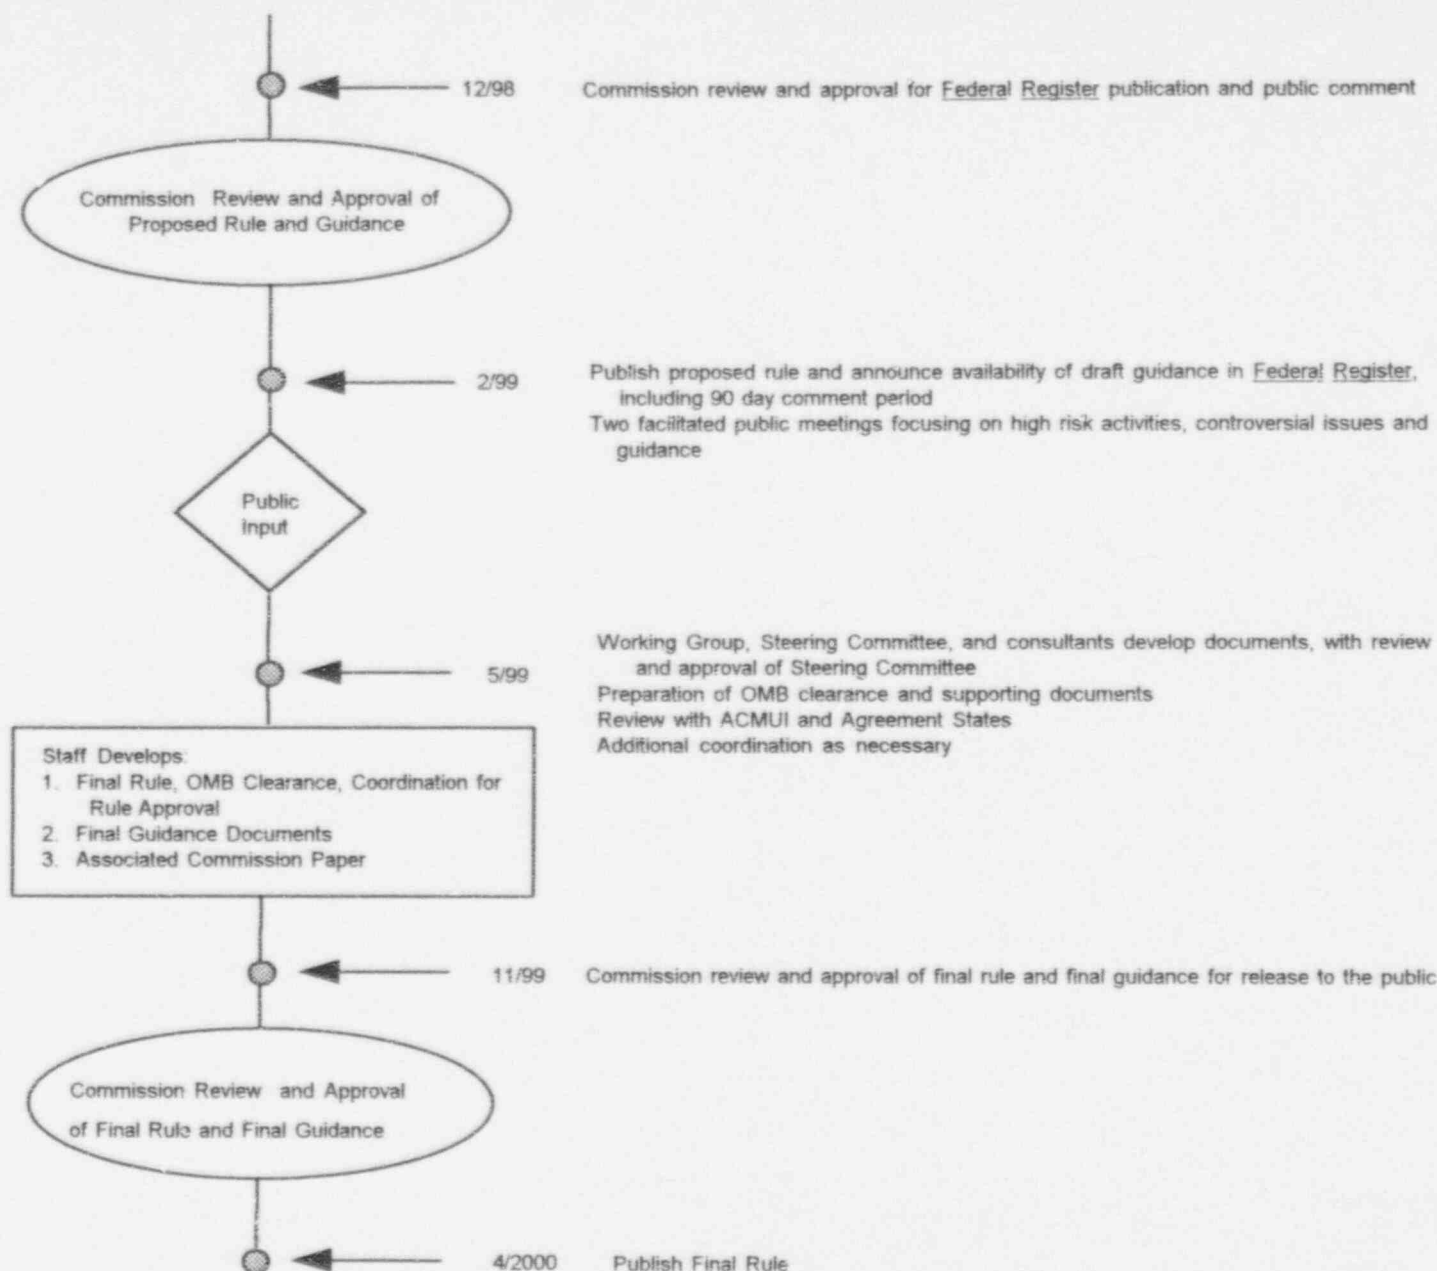 12/98 Commission review and approval for Federal Register publication and public comment
Commission Review and Approval of
Proposed Rule and Guidance
2/99 Publish proposed rule and announce availability of draft guidance in Federal Register,
including 90 day comment period
Two facilitated public meetings focusing on high risk activities, controversial issues and
guidance
Public
Input
5/99 Working Group, Steering Committee, and consultants develop documents, with review
and approval of Steering Committee
Preparation of OMB clearance and supporting documents
Review with ACMUI and Agreement States
Additional coordination as necessary
Staff Develops:
1. Final Rule, OMB Clearance, Coordination for
Rule Approval
2. Final Guidance Documents
3. Associated Commission Paper
11/99 Commission review and approval of final rule and final guidance for release to the public
Commission Review and Approval
of Final Rule and Final Guidance
4/2000 Publish Final Rule